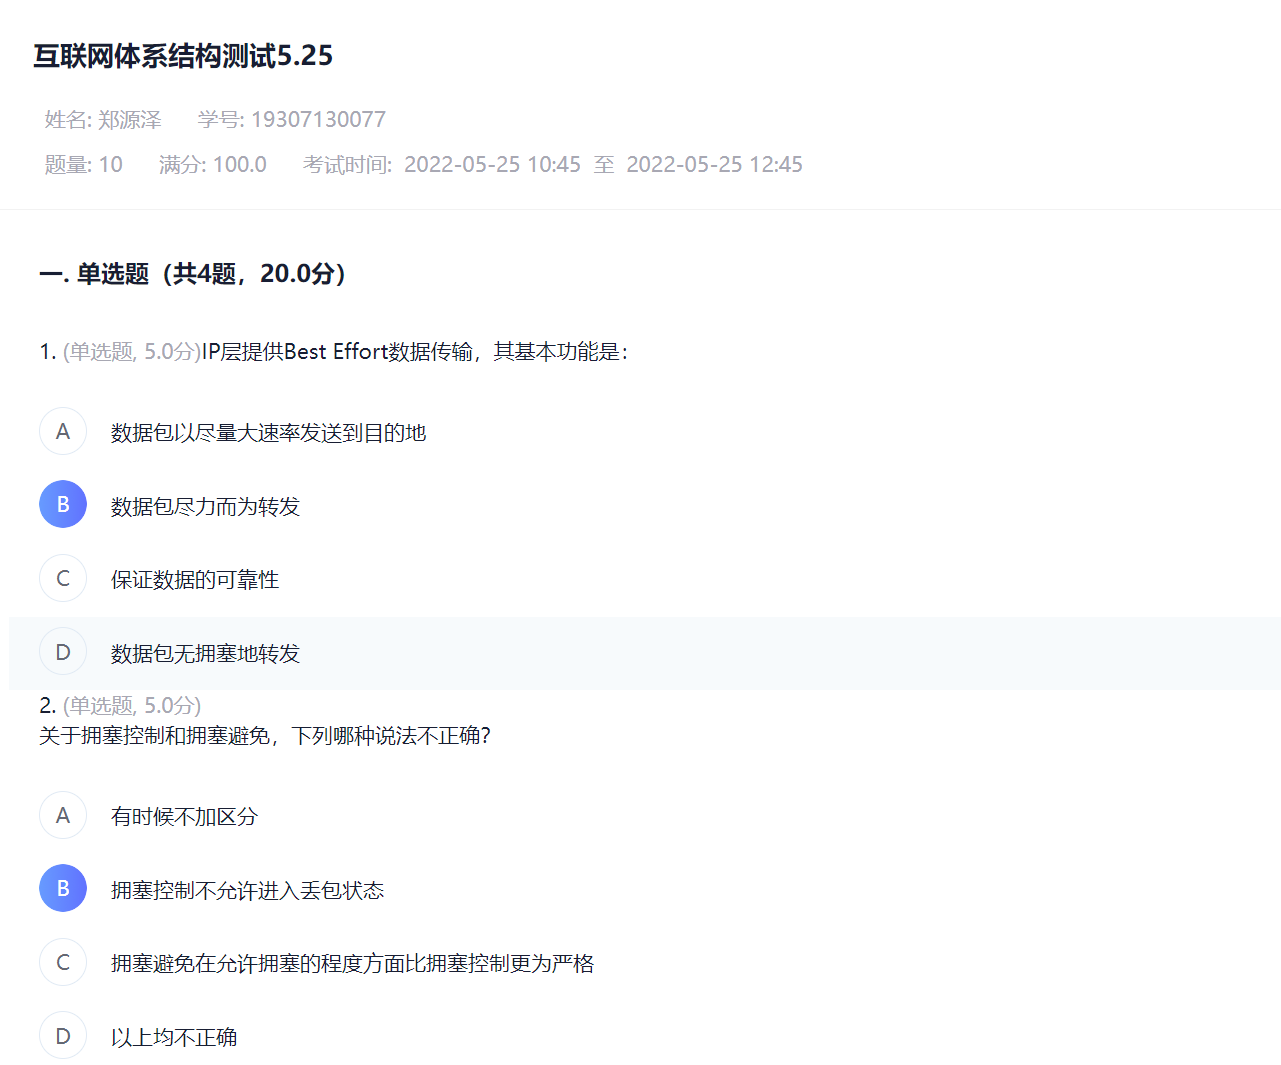 互联网体系结构测试5.25
姓名: 郑源泽 学号: 19307130077
题量: 10 满分: 100.0 考试时间: 2022-05-25 10:45 至 2022-05-25 12:45
一. 单选题（共4题，20.0分）
1. (单选题, 5.0分)IP层提供Best Effort数据传输，其基本功能是：
A 数据包以尽量大速率发送到目的地
B 数据包尽力而为转发
C 保证数据的可靠性
D 数据包无拥塞地转发
2. (单选题, 5.0分)
关于拥塞控制和拥塞避免，下列哪种说法不正确？
A 有时候不加区分
B 拥塞控制不允许进入丢包状态
C 拥塞避免在允许拥塞的程度方面比拥塞控制更为严格
D 以上均不正确